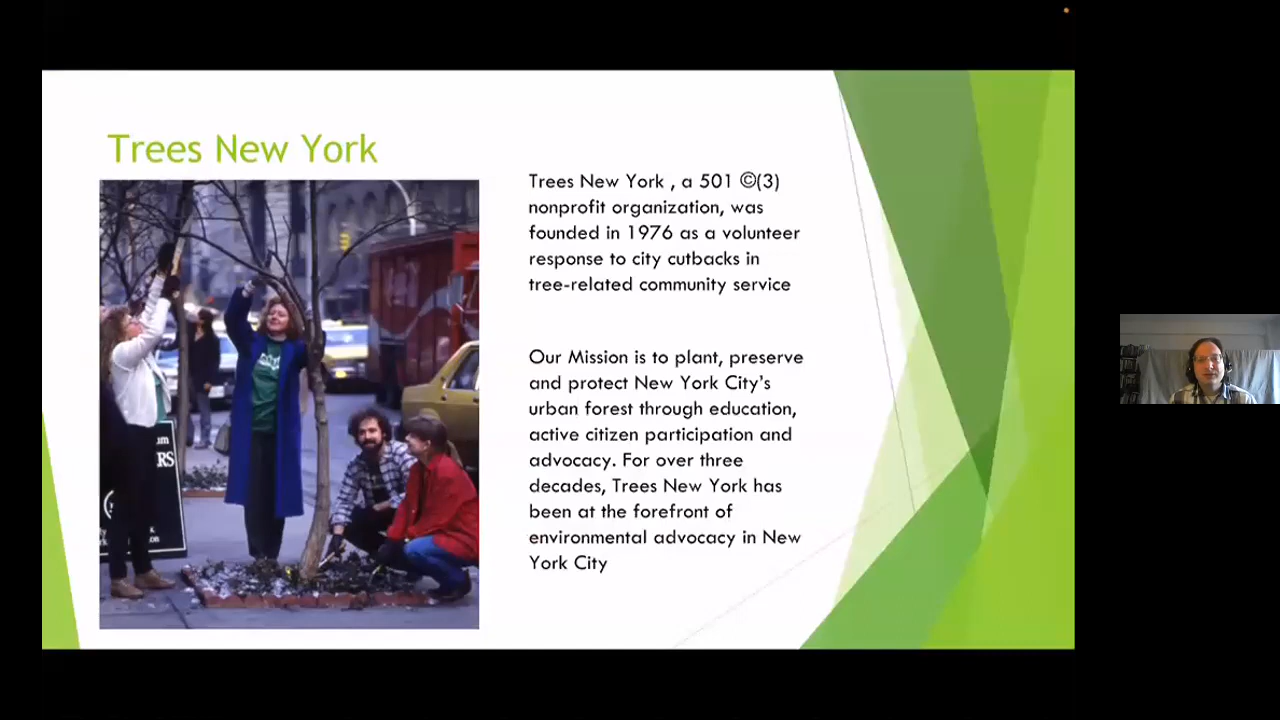 Trees New York
Trees New York , a 501 ©(3)
nonprofit organization, was
founded in 1976 as a volunteer
response to city cutbacks in
tree-related community service
Our Mission is to plant, preserve
and protect New York City's
urban forest through education,
active citizen participation and
advocacy. For over three
decades, Trees New York has
been at the forefront of
environmental advocacy in New
York City